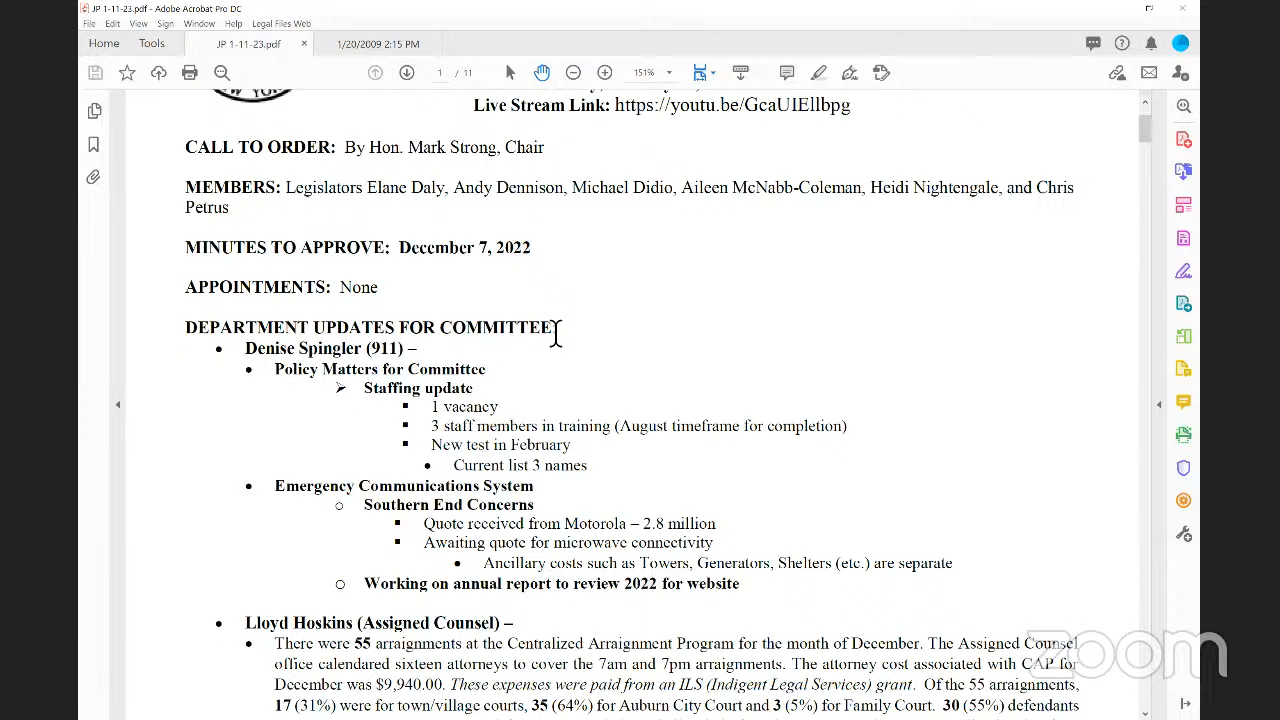 JP 1-11-23.pdf - Adobe Acrobat Pro DC
File Edit View Sign Window Help Legal Files Web
Home Tools JP 1-11-23.pdf × 1/20/2009 2:15 PM
1 / 11 151%
NEW YORK
Live Stream Link: https://youtu.be/GcaUIEllbpg
CALL TO ORDER: By Hon. Mark Strong, Chair
MEMBERS: Legislators Elane Daly, Andy Dennison, Michael Didio, Aileen McNabb-Coleman, Heidi Nightengale, and Chris
Petrus
MINUTES TO APPROVE: December 7, 2022
APPOINTMENTS: None
DEPARTMENT UPDATES FOR COMMITTEE
• Denise Spingler (911) –
• Policy Matters for Committee
➢ Staffing update
▪ 1 vacancy
▪ 3 staff members in training (August timeframe for completion)
▪ New test in February
• Current list 3 names
• Emergency Communications System
o Southern End Concerns
▪ Quote received from Motorola – 2.8 million
▪ Awaiting quote for microwave connectivity
• Ancillary costs such as Towers, Generators, Shelters (etc.) are separate
o Working on annual report to review 2022 for website
• Lloyd Hoskins (Assigned Counsel) –
• There were 55 arraignments at the Centralized Arraignment Program for the month of December. The Assigned Counsel
office calendared sixteen attorneys to cover the 7am and 7pm arraignments. The attorney cost associated with CAP for
December was $9,940.00. These expenses were paid from an ILS (Indigent Legal Services) grant. Of the 55 arraignments,
17 (31%) were for town/village courts, 35 (64%) for Auburn City Court and 3 (5%) for Family Court. 30 (55%) defendants
zoom